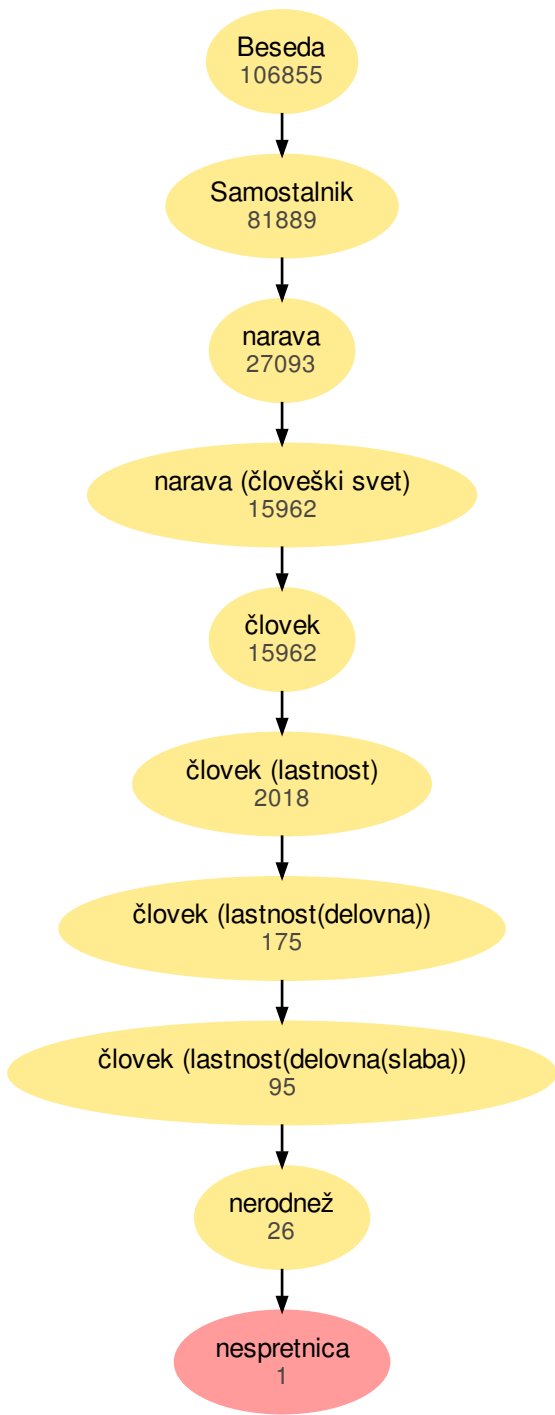 Beseda
106855
Samostalnik
81889
narava
27093
narava (človeški svet)
15962
človek
15962
človek (lastnost)
2018
človek (lastnost(delovna))
175
človek (lastnost(delovna(slaba))
95
nerodnež
26
nespretnica
1